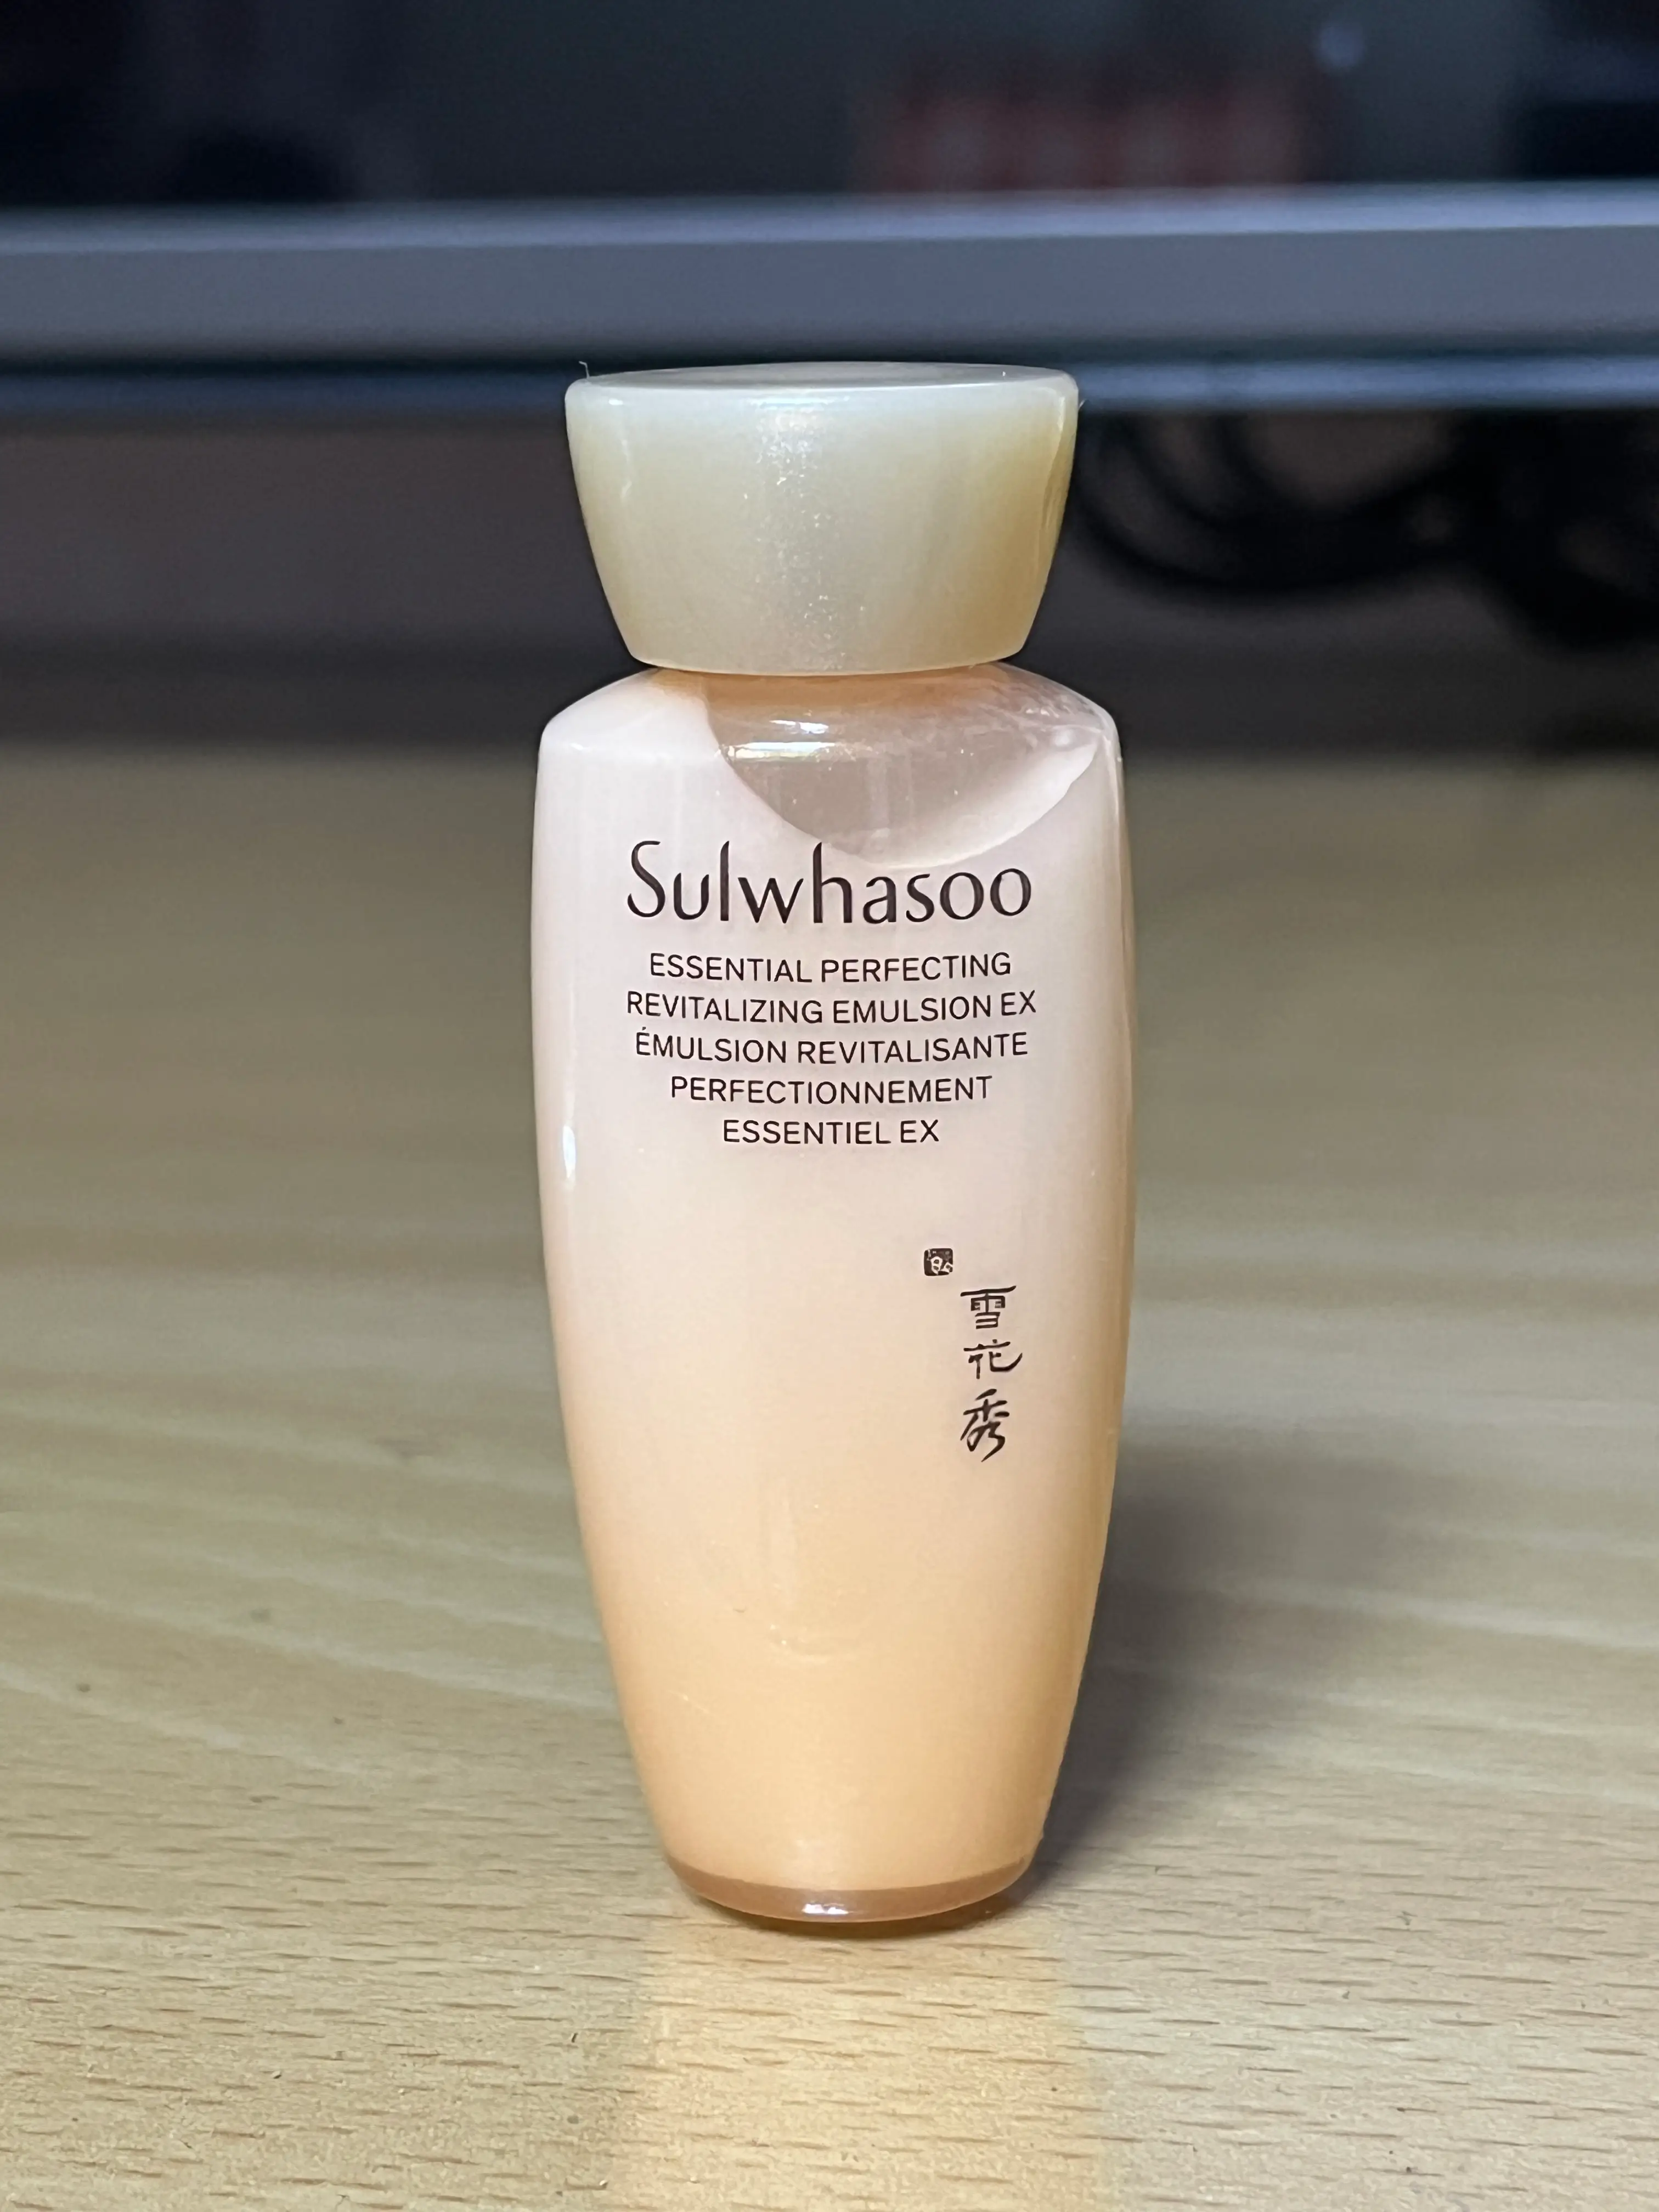 Sulwhasoo
ESSENTIAL PERFECTING
REVITALIZING EMULSION EX
ÉMULSION REVITALISANTE
PERFECTIONNEMENT
ESSENTIEL EX
雪花秀